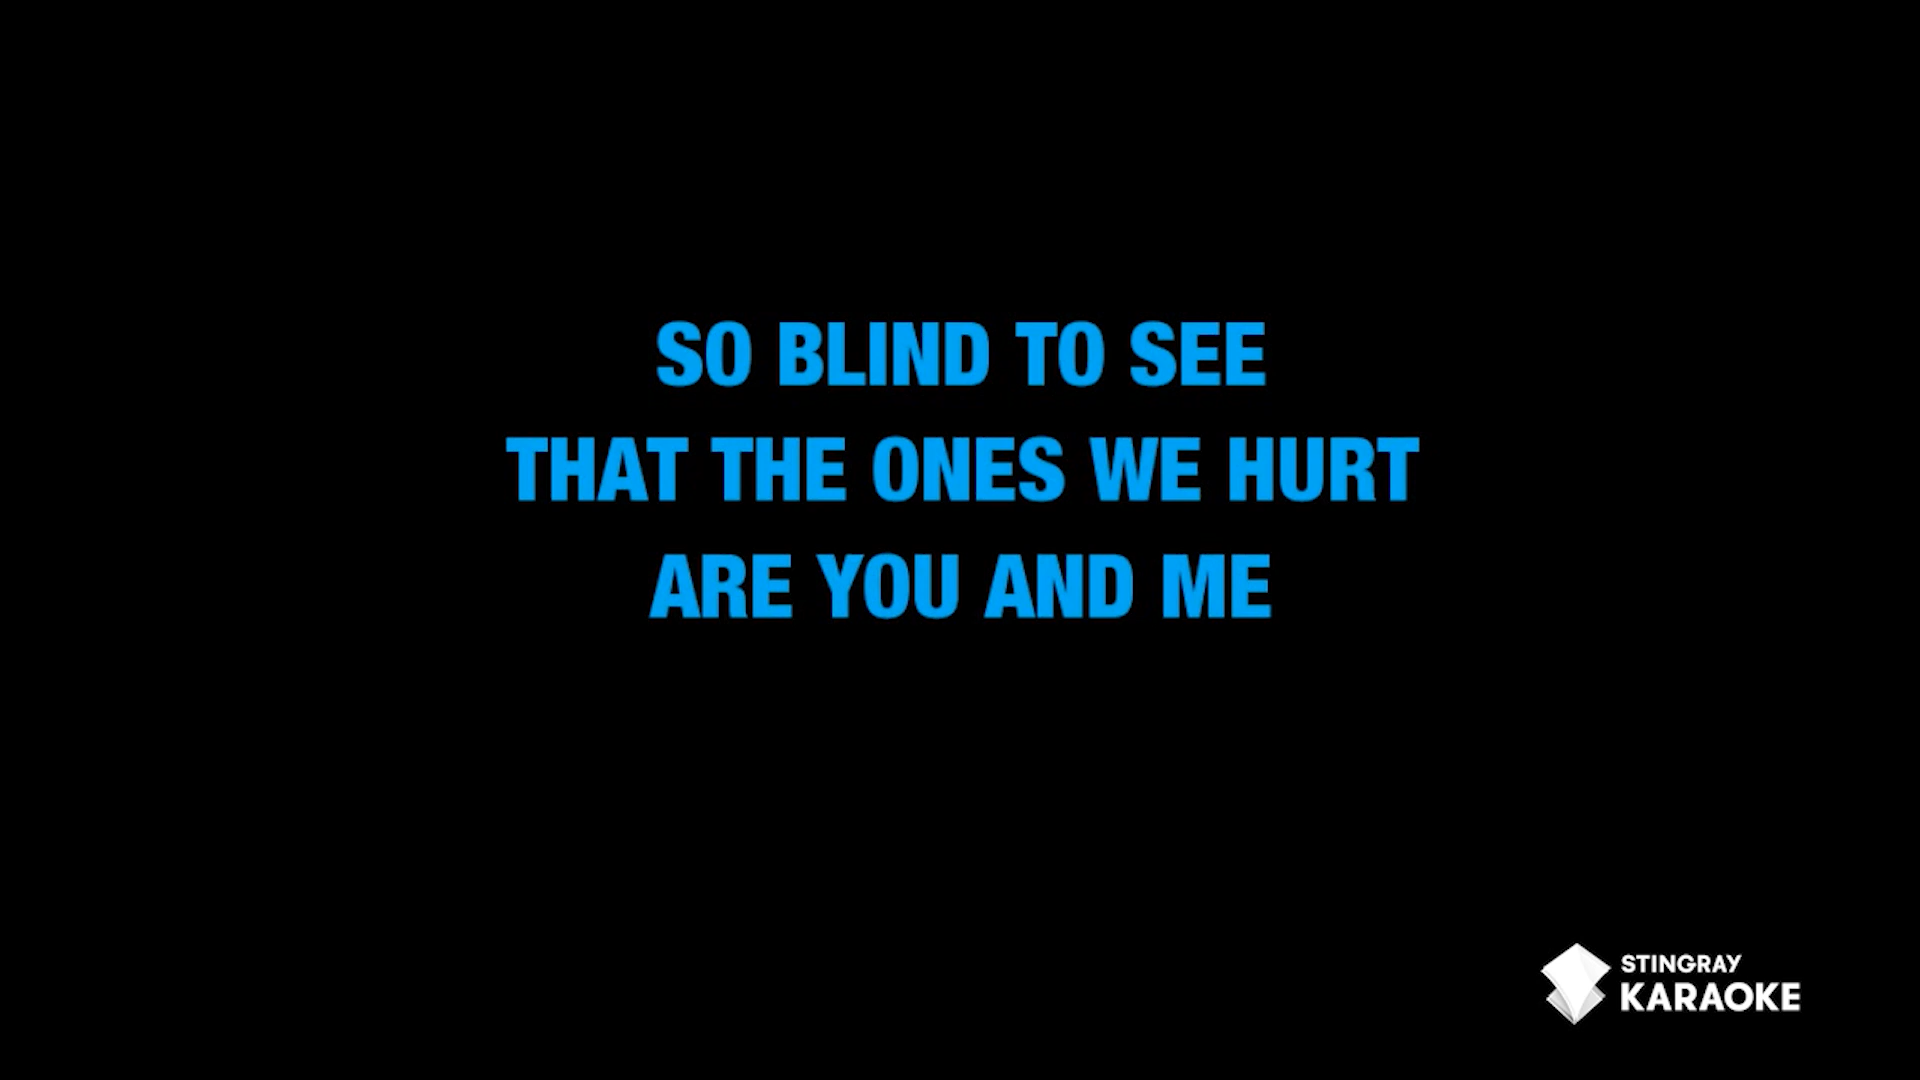 SO BLIND TO SEE
THAT THE ONES WE HURT
ARE YOU AND ME
STINGRAY
KARAOKE